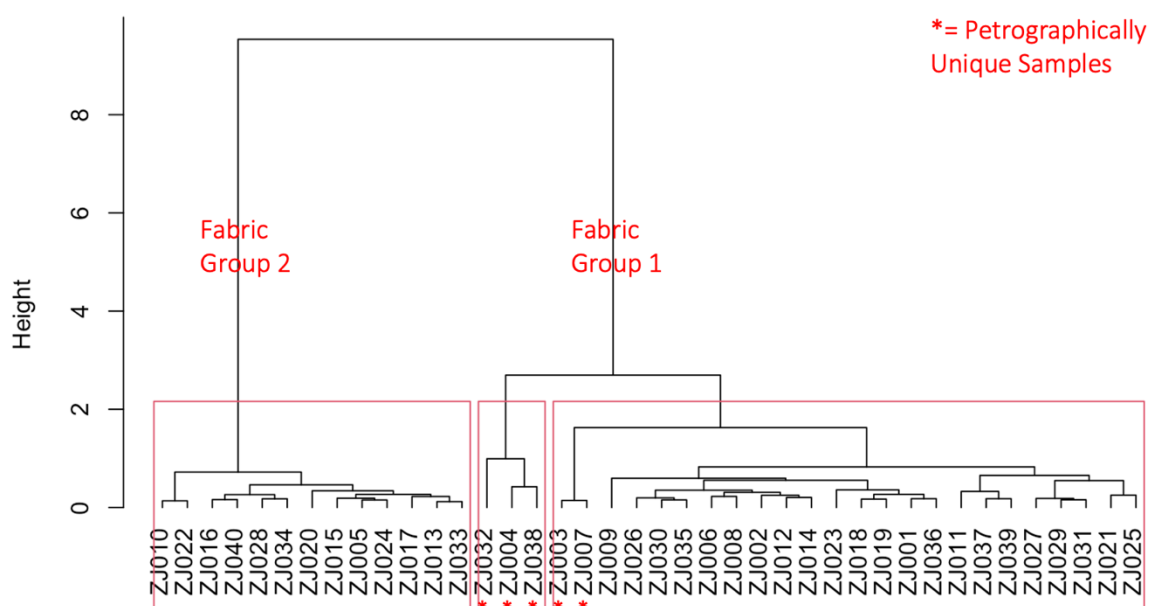 *= Petrographically
Unique Samples
8
6
4
2
0
Height
Fabric
Group 2
Fabric
Group 1
ZJ010
ZJ022
ZJ016
ZJ040
ZJ028
ZJ034
ZJ020
ZJ015
ZJ005
ZJ024
ZJ017
ZJ013
ZJ033
ZJ032
ZJ004
ZJ038
ZJ003
ZJ007
ZJ009
ZJ026
ZJ030
ZJ035
ZJ006
ZJ008
ZJ002
ZJ012
ZJ014
ZJ023
ZJ018
ZJ019
ZJ001
ZJ036
ZJ011
ZJ037
ZJ039
ZJ027
ZJ029
ZJ031
ZJ021
ZJ025
* * * * *